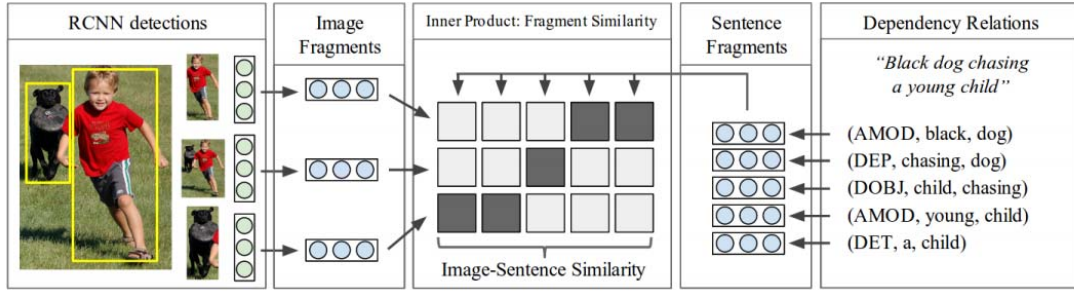 RCNN detections
Image
Fragments
Inner Product: Fragment Similarity
Image-Sentence Similarity
Sentence
Fragments
Dependency Relations
“Black dog chasing
a young child”
(AMOD, black, dog)
(DEP, chasing, dog)
(DOBJ, child, chasing)
(AMOD, young, child)
(DET, a, child)